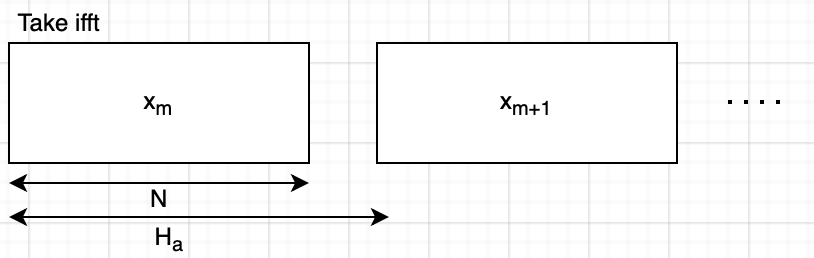 Take ifft
xₘ
xₘ₊₁
....
N
Hₐ